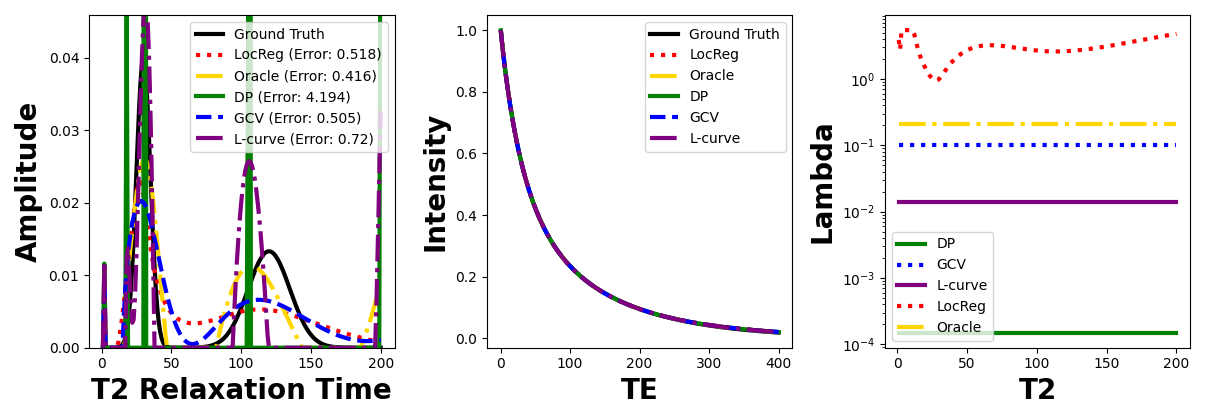 Amplitude
0.04
0.03
0.02
0.01
0.00
0
50
100
150
200
T2 Relaxation Time
Ground Truth
LocReg (Error: 0.518)
Oracle (Error: 0.416)
DP (Error: 4.194)
GCV (Error: 0.505)
L-curve (Error: 0.72)
Intensity
1.0
0.8
0.6
0.4
0.2
0.0
0
100
200
300
400
TE
Ground Truth
LocReg
Oracle
DP
GCV
L-curve
Lambda
10⁰
10⁻¹
10⁻²
10⁻³
10⁻⁴
0
50
100
150
200
T2
DP
GCV
L-curve
LocReg
Oracle